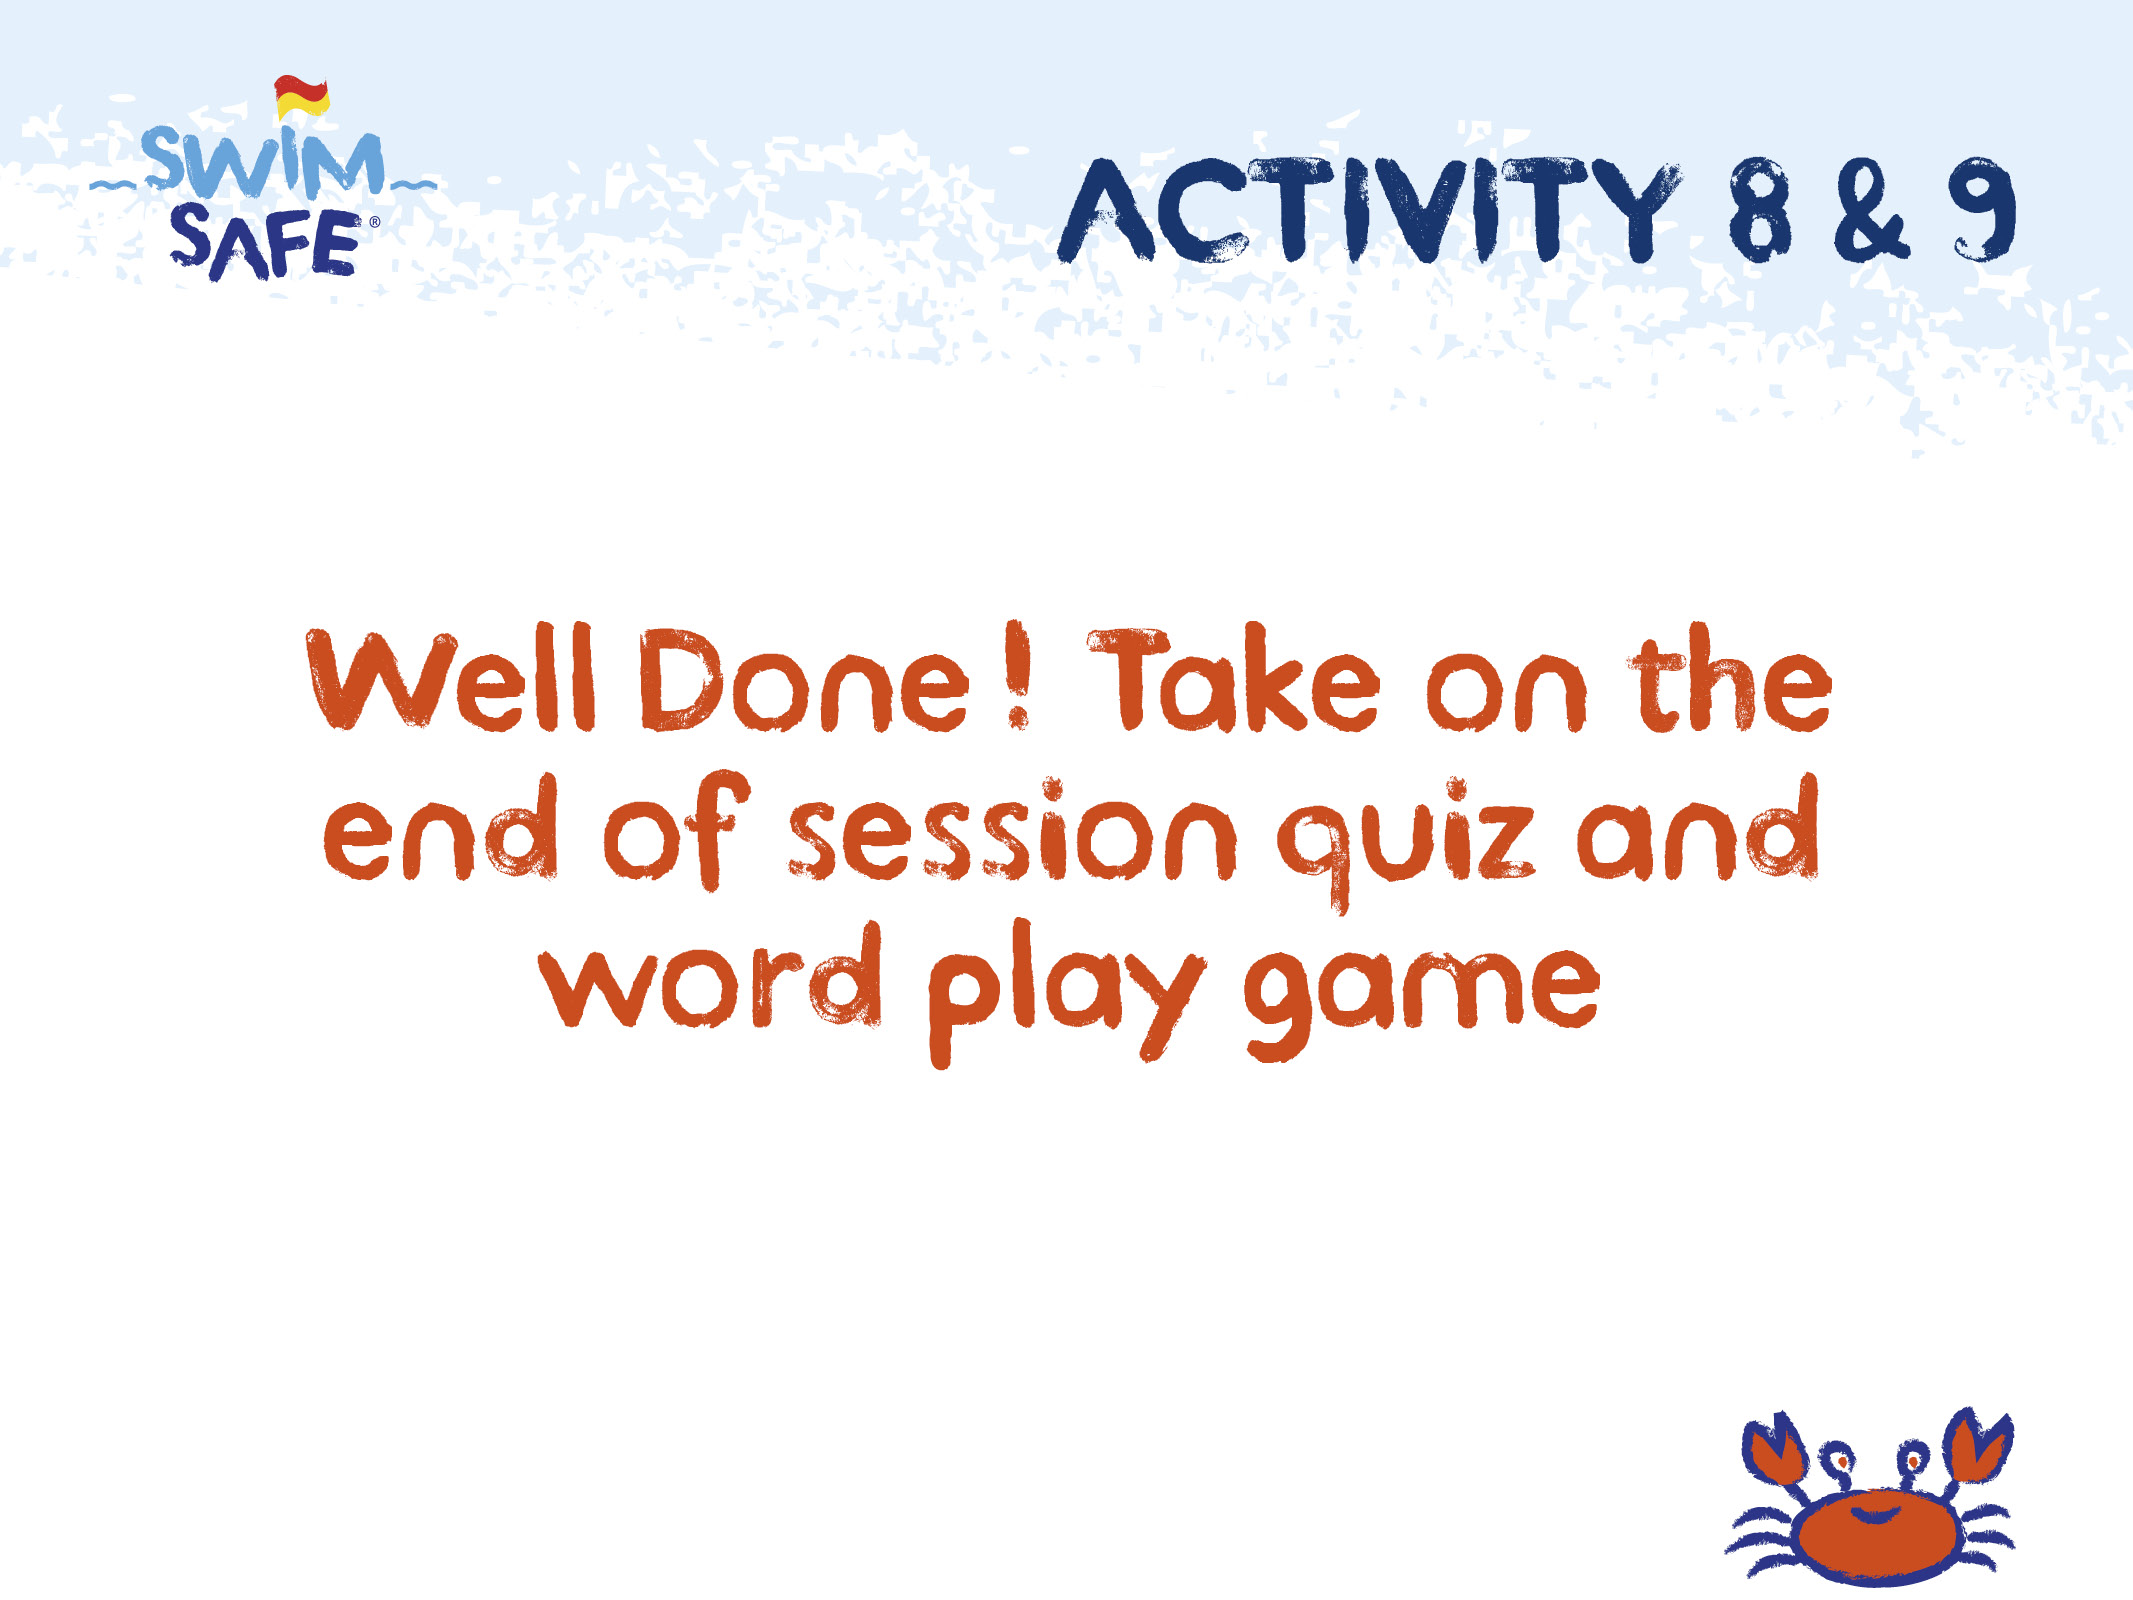 SWIM
SAFE®
ACTIVITY 8 & 9
Well Done! Take on the
end of session quiz and
word play game